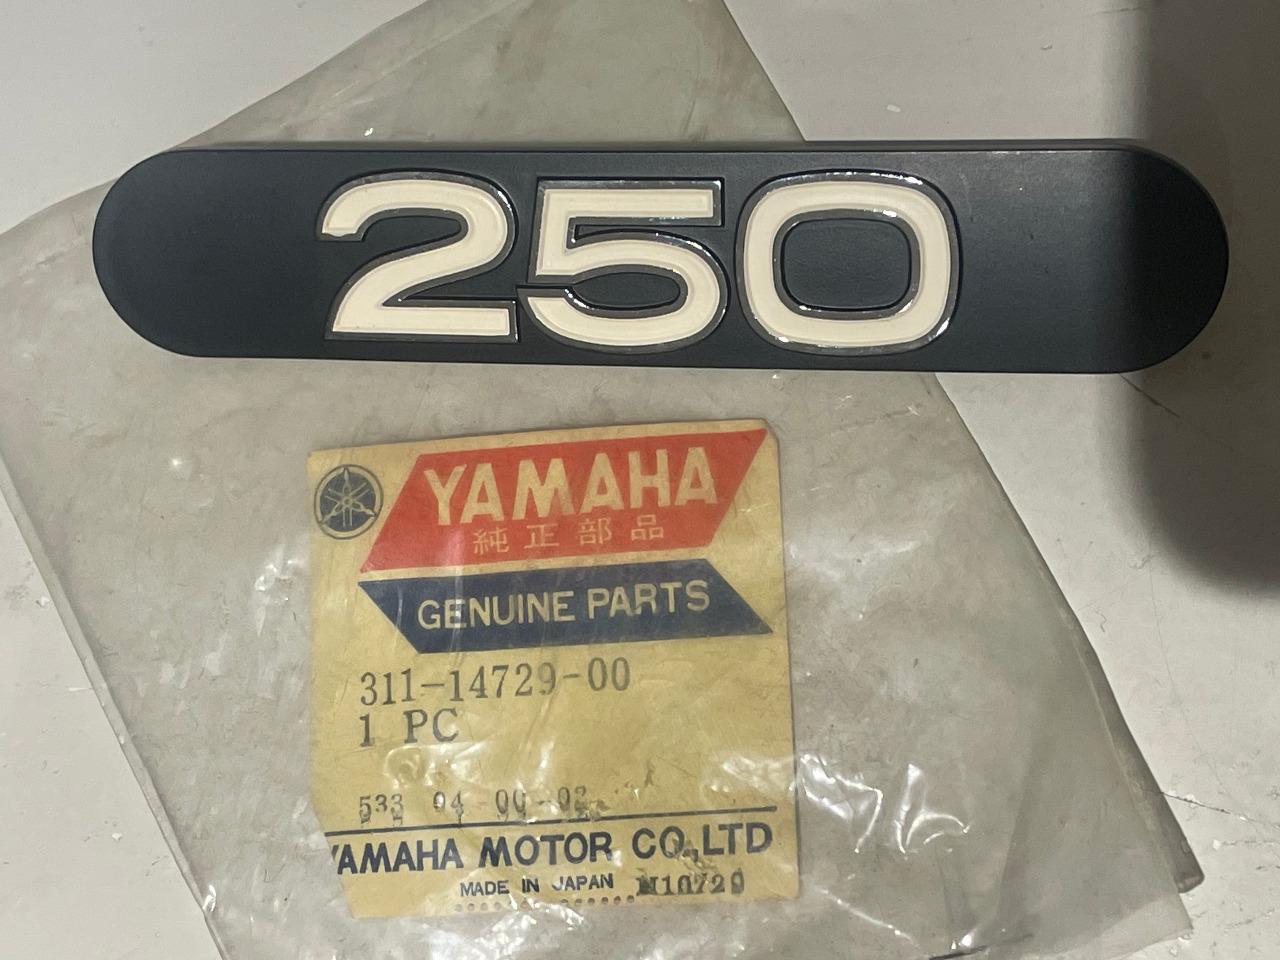 250
YAMAHA
純正部品
GENUINE PARTS
311-14729-00
1 PC
YAMAHA MOTOR CO.,LTD
MADE IN JAPAN